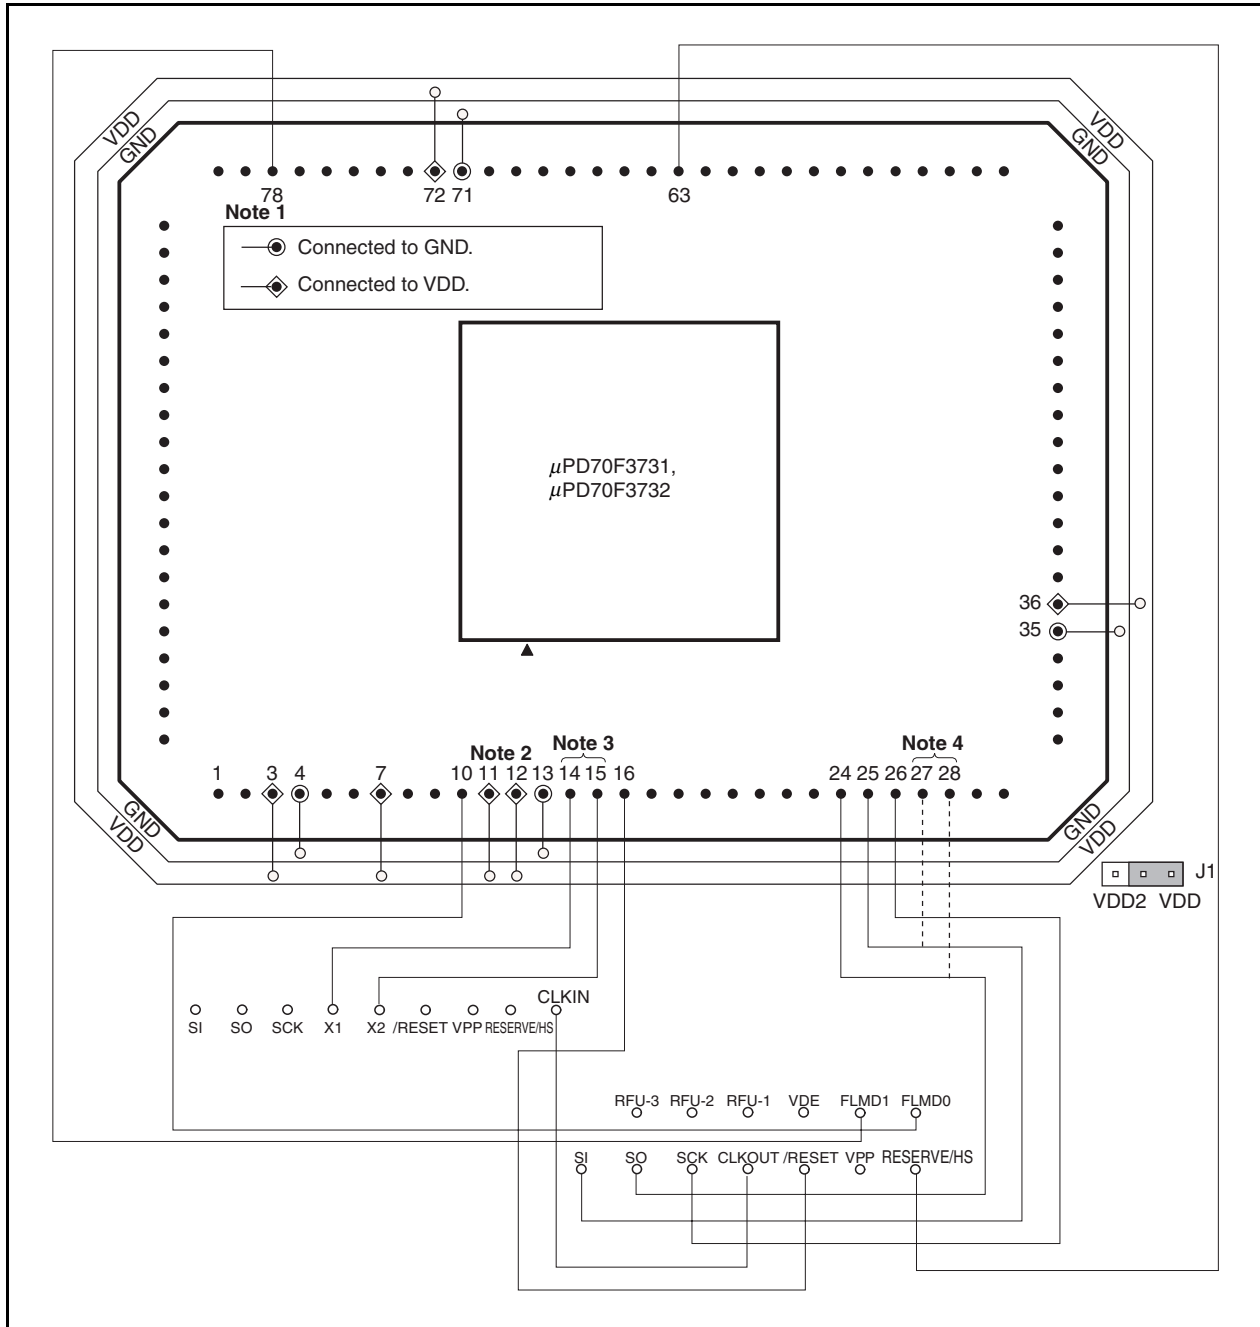 VDD
GND
VDD
GND
78
72 71
63
Note 1
Connected to GND.
Connected to VDD.
μPD70F3731,
μPD70F3732
36
35
Note 2
Note 3
Note 4
1
3
4
7
10
11
12
13
14
15
16
24
25
26
27
28
GND
VDD
GND
VDD
J1
VDD2 VDD
CLKIN
SI SO SCK X1 X2 /RESET VPP RESERVE/HS
RFU-3 RFU-2 RFU-1 VDE FLMD1 FLMD0
SI SO SCK CLKOUT /RESET VPP RESERVE/HS